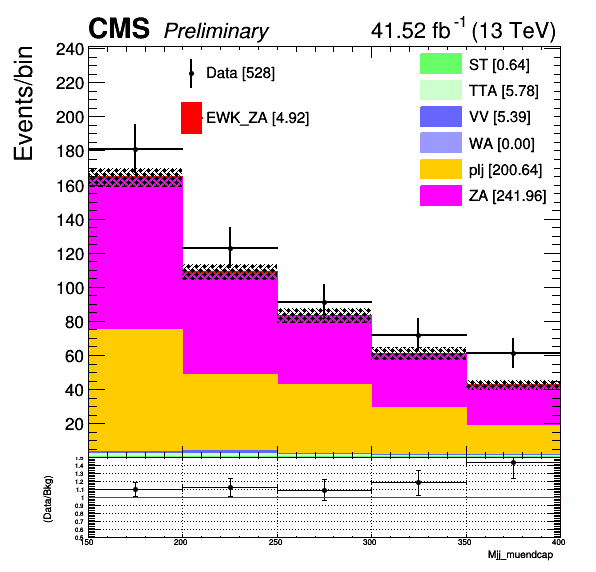 CMS Preliminary 41.52 fb⁻¹ (13 TeV)
Events/bin
240
220
200
180
160
140
120
100
80
60
40
20
Data [528]
EWK_ZA [4.92]
ST [0.64]
TTA [5.78]
VV [5.39]
WA [0.00]
plj [200.64]
ZA [241.96]
(Data/Bkg)
1.5
1.4
1.3
1.2
1.1
1
0.9
0.8
0.7
0.6
0.5
150 200 250 300 350 400
Mjj_muendcap